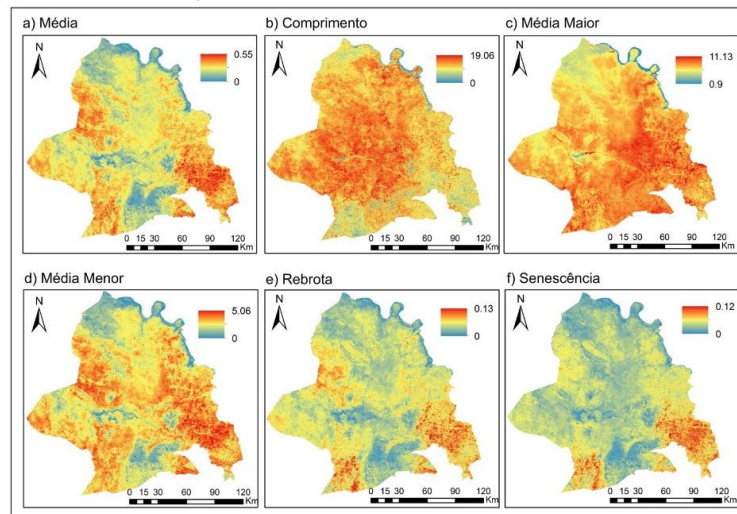 a) Média
N
0.55
0
0 15 30 60 90 120
Km
b) Comprimento
N
19.06
0
0 15 30 60 90 120
Km
c) Média Maior
N
11.13
0.9
0 15 30 60 90 120
Km
d) Média Menor
N
5.06
0
0 15 30 60 90 120
Km
e) Rebrota
N
0.13
0
0 15 30 60 90 120
Km
f) Senescência
N
0.12
0
0 15 30 60 90 120
Km